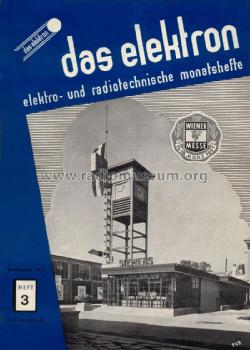 das elektron
das elektron
elektro- und radiotechnische monatshefte
WIENER
MESSE
©www.radiomuseum.org
SIEMENS
HEFT
3